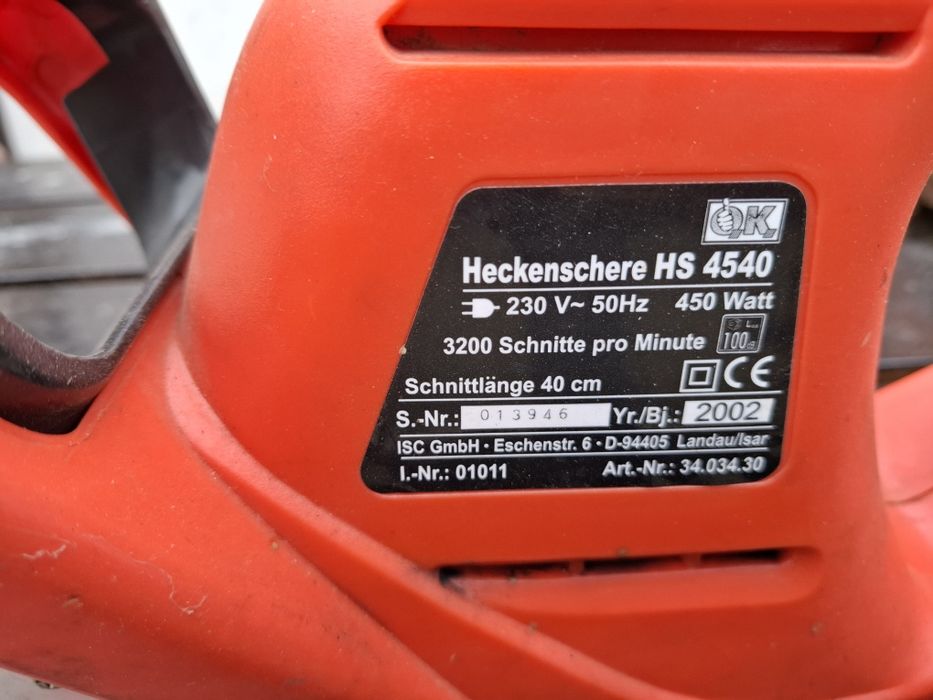 OK
Heckenschere HS 4540
230 V~ 50Hz 450 Watt
3200 Schnitte pro Minute 100
Schnittlänge 40 cm CE
S.-Nr.: 013946 Yr./Bj.: 2002
ISC GmbH · Eschenstr. 6 · D-94405 Landau/Isar
I.-Nr.: 01011 Art.-Nr.: 34.034.30